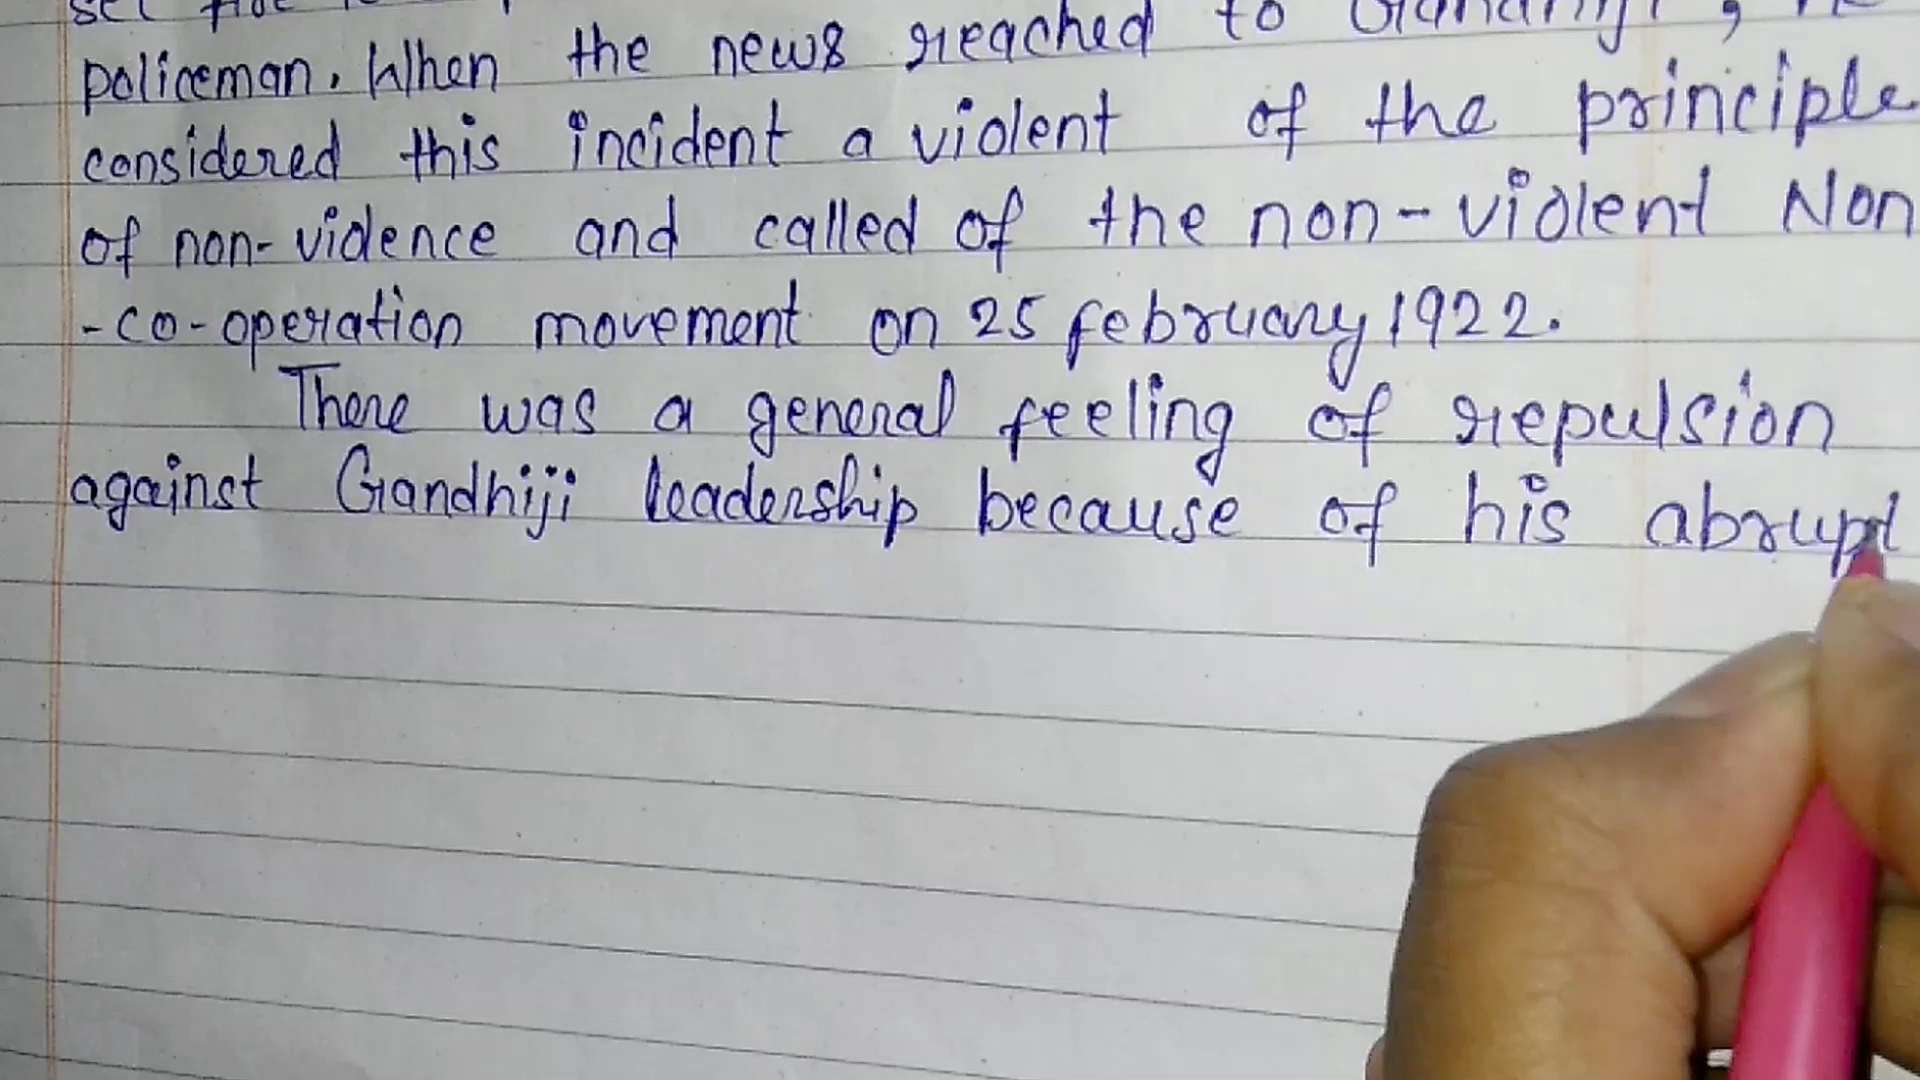 policeman. When the news reached to Gandhiji, he
considered this incident a violent of the principle
of non-vidence and called of the non-violent Non
-co-operation movement on 25 february 1922.
There was a general feeling of repulsion
against Gandhiji leadership because of his abrupt